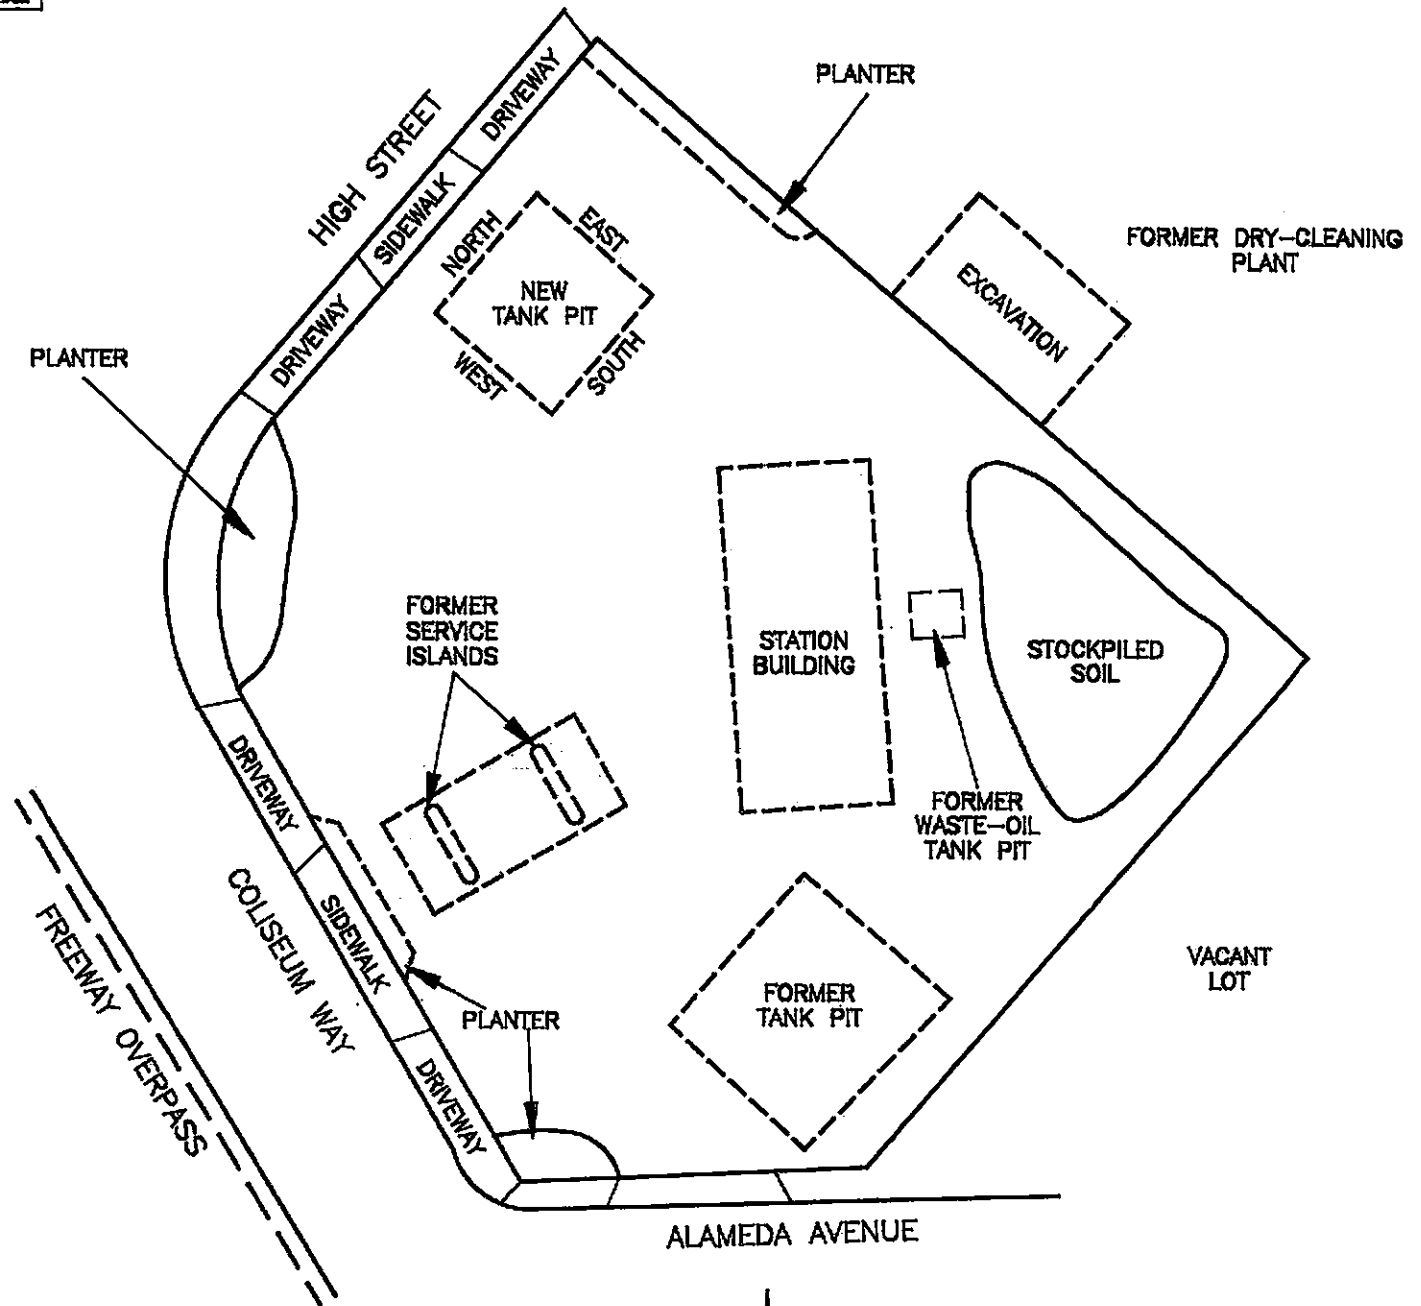 PLANTER
DRIVEWAY
HIGH STREET
SIDEWALK
NORTH
EAST
NEW
TANK PIT
WEST
SOUTH
DRIVEWAY
FORMER DRY-CLEANING
PLANT
EXCAVATION
PLANTER
FORMER
SERVICE
ISLANDS
STATION
BUILDING
STOCKPILED
SOIL
DRIVEWAY
FORMER
WASTE-OIL
TANK PIT
COLISEUM WAY
SIDEWALK
FREEWAY OVERPASS
VACANT
LOT
FORMER
TANK PIT
PLANTER
DRIVEWAY
ALAMEDA AVENUE